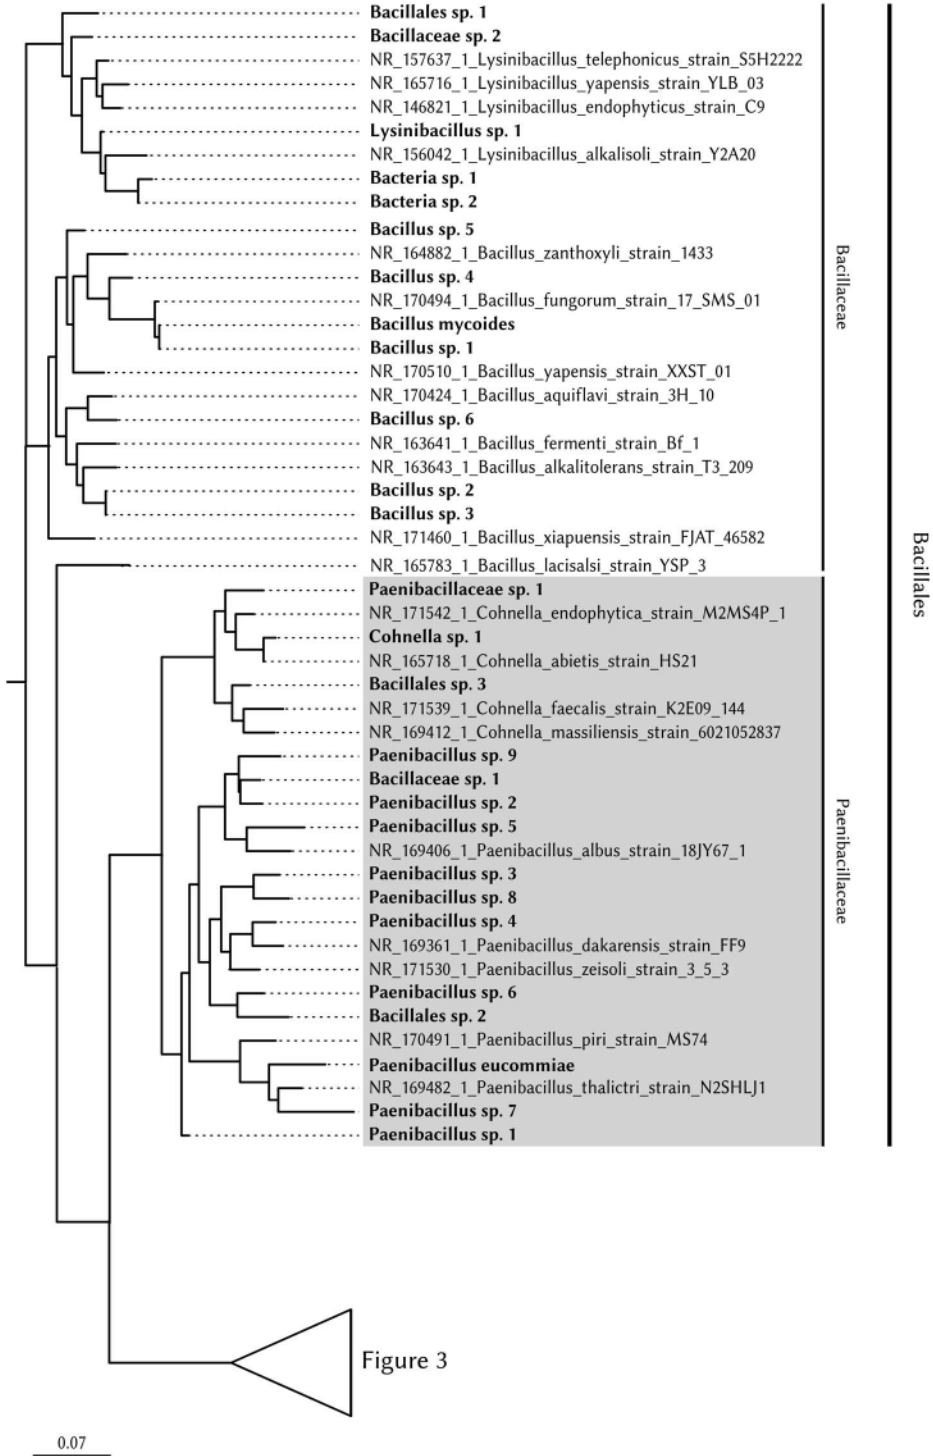 Bacillales sp. 1
Bacillaceae sp. 2
NR_157637_1_Lysinibacillus_telephonicus_strain_S5H2222
NR_165716_1_Lysinibacillus_yapensis_strain_YLB_03
NR_146821_1_Lysinibacillus_endophyticus_strain_C9
Lysinibacillus sp. 1
NR_156042_1_Lysinibacillus_alkalisoli_strain_Y2A20
Bacteria sp. 1
Bacteria sp. 2
Bacillus sp. 5
NR_164882_1_Bacillus_zanthoxyli_strain_1433
Bacillus sp. 4
NR_170494_1_Bacillus_fungorum_strain_17_SMS_01
Bacillus mycoides
Bacillus sp. 1
NR_170510_1_Bacillus_yapensis_strain_XXST_01
NR_170424_1_Bacillus_aquiflavi_strain_3H_10
Bacillus sp. 6
NR_163641_1_Bacillus_fermenti_strain_Bf_1
NR_163643_1_Bacillus_alkalitolerans_strain_T3_209
Bacillus sp. 2
Bacillus sp. 3
NR_171460_1_Bacillus_xiapuensis_strain_FJAT_46582
NR_165783_1_Bacillus_lacisalsi_strain_YSP_3
Bacillaceae
Paenibacillaceae sp. 1
NR_171542_1_Cohnella_endophytica_strain_M2MS4P_1
Cohnella sp. 1
NR_165718_1_Cohnella_abietis_strain_HS21
Bacillales sp. 3
NR_171539_1_Cohnella_faecalis_strain_K2E09_144
NR_169412_1_Cohnella_massiliensis_strain_6021052837
Paenibacillus sp. 9
Bacillaceae sp. 1
Paenibacillus sp. 2
Paenibacillus sp. 5
NR_169406_1_Paenibacillus_albus_strain_18JY67_1
Paenibacillus sp. 3
Paenibacillus sp. 8
Paenibacillus sp. 4
NR_169361_1_Paenibacillus_dakarensis_strain_FF9
NR_171530_1_Paenibacillus_zeisoli_strain_3_5_3
Paenibacillus sp. 6
Bacillales sp. 2
NR_170491_1_Paenibacillus_piri_strain_MS74
Paenibacillus eucommiae
NR_169482_1_Paenibacillus_thalictri_strain_N2SHLJ1
Paenibacillus sp. 7
Paenibacillus sp. 1
Paenibacillaceae
Bacillales
Figure 3
0.07